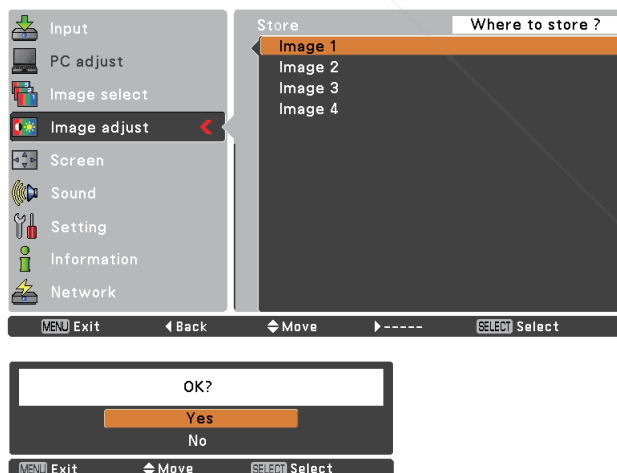 Input
PC adjust
Image select
Image adjust
Screen
Sound
Setting
Information
Network
Store
Where to store ?
Image 1
Image 2
Image 3
Image 4
MENU Exit ◀Back Move ▶----- SELECT Select
OK?
Yes
No
MENU Exit Move SELECT Select